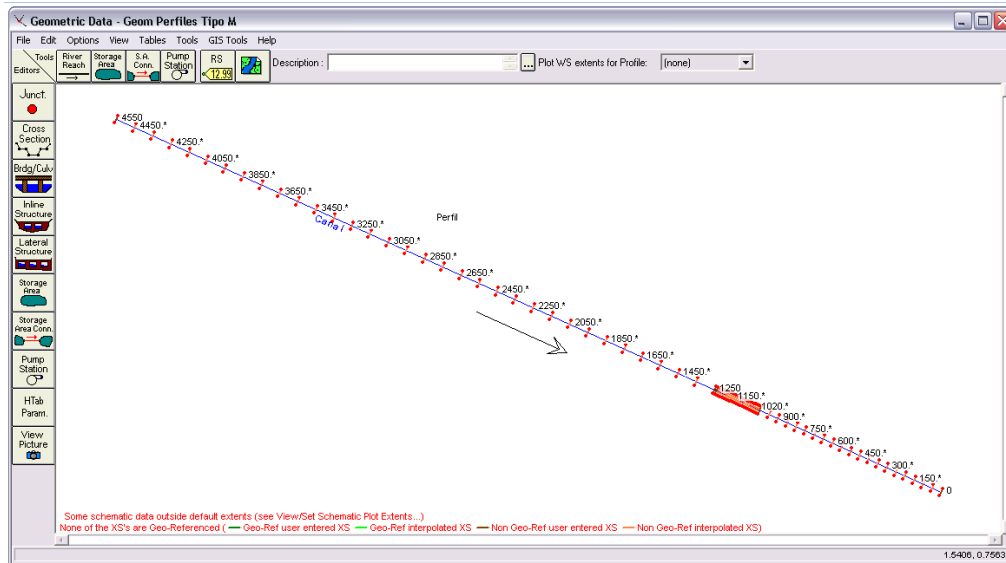 Geometric Data - Geom Perfiles Tipo M
File Edit Options View Tables Tools GIS Tools Help
Tools
Editors
River
Reach
Storage
Area
S.A.
Conn.
Pump
Station
RS
12.99
Description :
...
Plot WS extents for Profile:
(none)
Junct.
Cross
Section
Brdg/Culv
Inline
Structure
Lateral
Structure
Storage
Area
Storage
Area Conn.
Pump
Station
HTab
Param.
View
Picture
4550
4450.*
4250.*
4050.*
3850.*
3650.*
3450.*
Canal
3250.*
Perfil
3050.*
2850.*
2650.*
2450.*
2250.*
2050.*
1850.*
1650.*
1450.*
1250
1150.*
1020.*
900.*
750.*
600.*
450.*
300.*
150.*
0
Some schematic data outside default extents (see View/Set Schematic Plot Extents...)
None of the XS's are Geo-Referenced ( Geo-Ref user entered XS Geo-Ref interpolated XS Non Geo-Ref user entered XS Non Geo-Ref interpolated XS)
1.5406, 0.7563